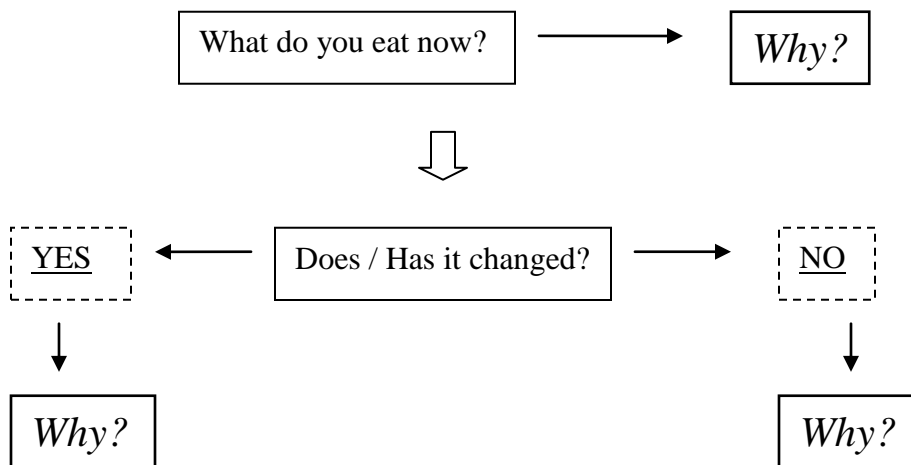 What do you eat now?
Why?
YES
Does / Has it changed?
NO
Why?
Why?